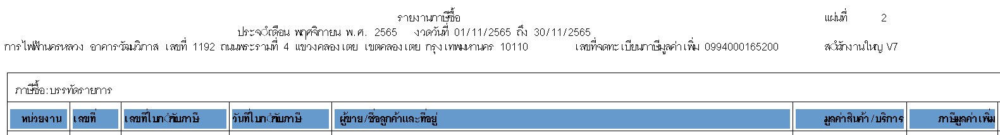 รายงานภาษีซื้อ แผ่นที่ 2
ประจำเดือน พฤศจิกายน พ.ศ. 2565 งวดวันที่ 01/11/2565 ถึง 30/11/2565
การไฟฟ้านครหลวง อาคารวัฒนวิภาส เลขที่ 1192 ถนนพระรามที่ 4 แขวงคลองเตย เขตคลองเตย กรุงเทพมหานคร 10110 เลขที่จดทะเบียนภาษีมูลค่าเพิ่ม 0994000165200 สำนักงานใหญ V7
ภาษีซื้อ:บรรทัดรายการ
หน่วยงาน เลขที่ เลขที่ใบกำกับภาษี วันที่ใบกำกับภาษี ผู้ขาย/ชื่อลูกค้าและที่อยู่ มูลค่าสินค้า/บริการ ภาษีมูลค่าเพิ่ม